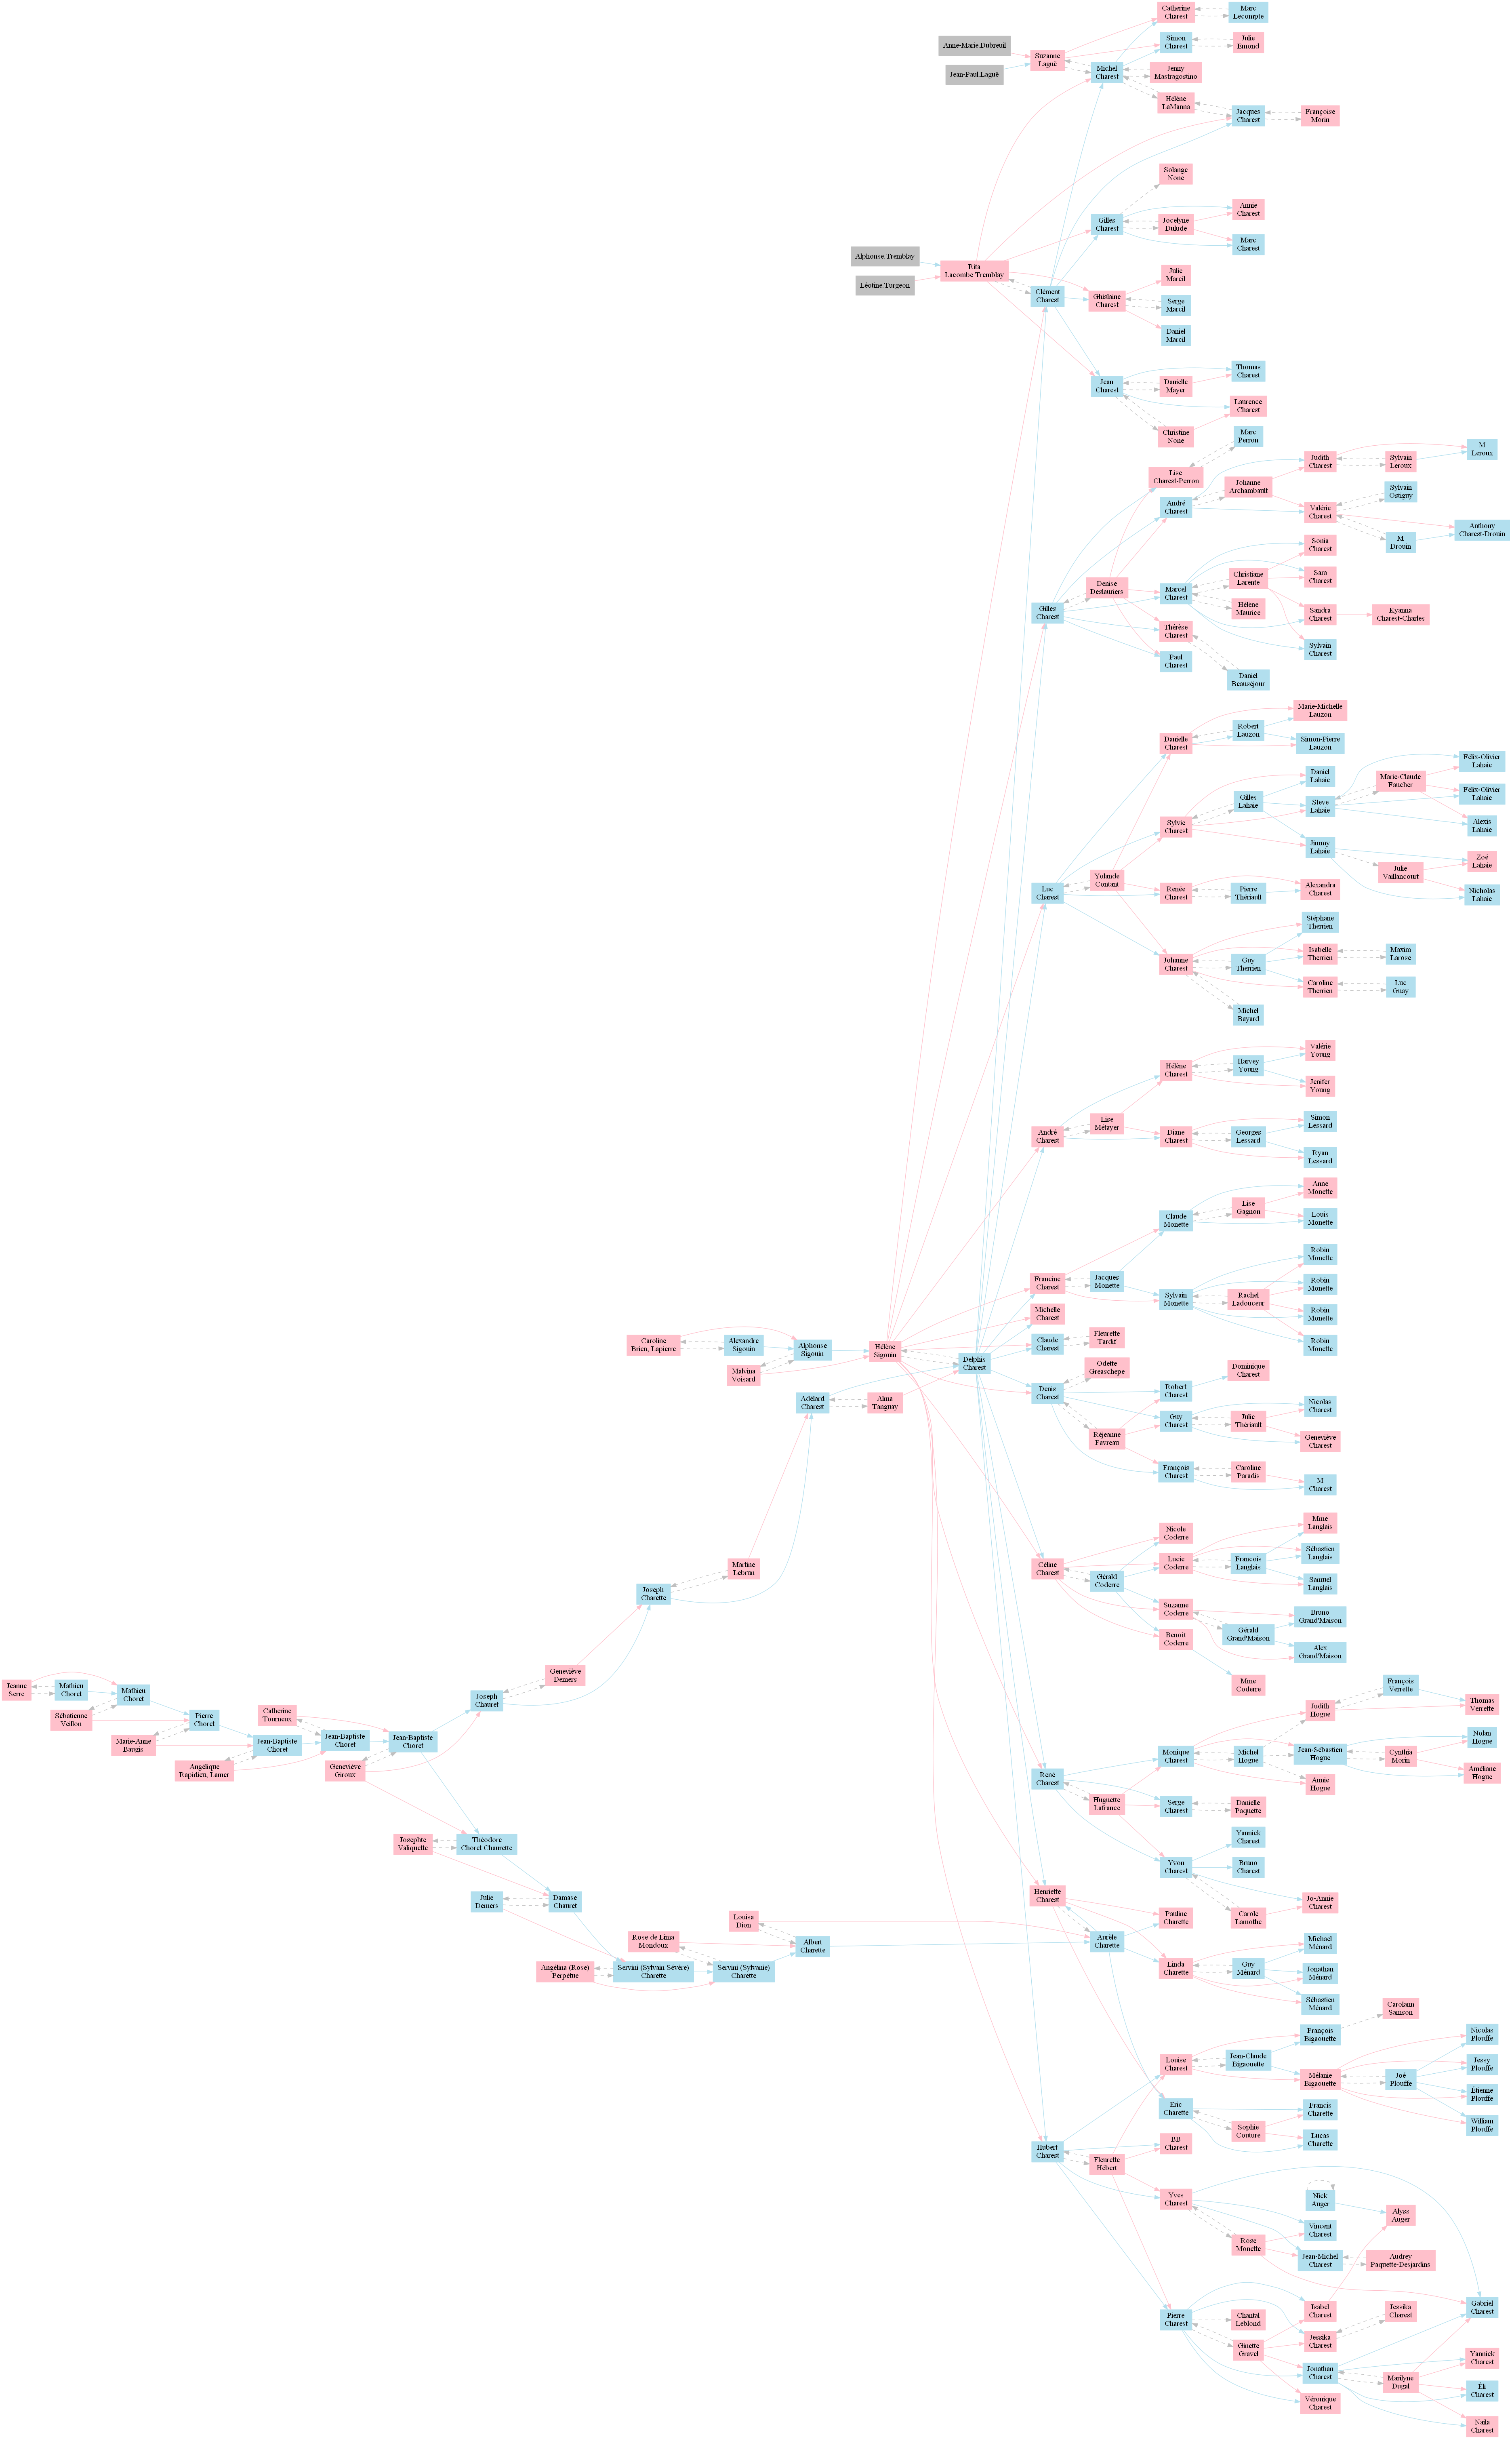 Catherine
Charest
Marc
Lecompte
Simon
Charest
Julie
Emond
Anne-Marie.Dubreuil
Jean-Paul.Laguë
Suzanne
Laguë
Michel
Charest
Jenny
Mastragostino
Hélène
LaManna
Jacques
Charest
Françoise
Morin
Solange
None
Annie
Charest
Gilles
Charest
Jocelyne
Dulude
Marc
Charest
Alphonse.Tremblay
Léotine.Turgeon
Rita
Lacombe Tremblay
Clément
Charest
Ghislaine
Charest
Julie
Marcil
Serge
Marcil
Daniel
Marcil
Jean
Charest
Danielle
Mayer
Thomas
Charest
Laurence
Charest
Christine
None
Marc
Perron
Lise
Charest-Perron
André
Charest
Johanne
Archambault
Judith
Charest
Sylvain
Leroux
M
Leroux
Valérie
Charest
Sylvain
Ostiguy
M
Drouin
Anthony
Charest-Drouin
Gilles
Charest
Denise
Deslauriers
Marcel
Charest
Christiane
Larente
Hélène
Maurice
Sonia
Charest
Sara
Charest
Sandra
Charest
Kyanna
Charest-Charles
Sylvain
Charest
Thérèse
Charest
Paul
Charest
Daniel
Beauséjour
Danielle
Charest
Robert
Lauzon
Marie-Michelle
Lauzon
Simon-Pierre
Lauzon
Sylvie
Charest
Gilles
Lahaie
Daniel
Lahaie
Steve
Lahaie
Marie-Claude
Faucher
Félix-Olivier
Lahaie
Félix-Olivier
Lahaie
Alexis
Lahaie
Jimmy
Lahaie
Julie
Vaillancourt
Zoé
Lahaie
Nicholas
Lahaie
Luc
Charest
Yolande
Contant
Renée
Charest
Pierre
Thériault
Alexandra
Charest
Johanne
Charest
Guy
Therrien
Stéphane
Therrien
Isabelle
Therrien
Maxim
Larose
Caroline
Therrien
Luc
Guay
Michel
Bayard
Hélène
Charest
Harvey
Young
Valérie
Young
Jenifer
Young
André
Charest
Lise
Métayer
Diane
Charest
Georges
Lessard
Simon
Lessard
Ryan
Lessard
Claude
Monette
Lise
Gagnon
Anne
Monette
Louis
Monette
Francine
Charest
Jacques
Monette
Sylvain
Monette
Rachel
Ladouceur
Robin
Monette
Robin
Monette
Robin
Monette
Robin
Monette
Michelle
Charest
Claude
Charest
Fleurette
Tardif
Caroline
Brien, Lapierre
Alexandre
Sigouin
Alphonse
Sigouin
Malvina
Voisard
Hélène
Sigouin
Delphis
Charest
Adélard
Charest
Alma
Tanguay
Denis
Charest
Odette
Greaschepe
Réjeanne
Favreau
Robert
Charest
Dominique
Charest
Guy
Charest
Julie
Thériault
Nicolas
Charest
Geneviève
Charest
François
Charest
Caroline
Paradis
M
Charest
Céline
Charest
Gérald
Coderre
Nicole
Coderre
Lucie
Coderre
Francois
Langlais
Mme
Langlais
Sébastien
Langlais
Samuel
Langlais
Suzanne
Coderre
Gérald
Grand'Maison
Bruno
Grand'Maison
Alex
Grand'Maison
Benoit
Coderre
Mme
Coderre
Martine
Lebrun
Joseph
Charette
Geneviève
Demers
Joseph
Chauret
Jeanne
Serre
Mathieu
Choret
Mathieu
Choret
Sébatienne
Veillon
Pierre
Choret
Marie-Anne
Baugis
Jean-Baptiste
Choret
Angélique
Rapidieu, Lamer
Catherine
Tourneux
Jean-Baptiste
Choret
Jean-Baptiste
Choret
Geneviève
Giroux
René
Charest
Huguette
Lafrance
Monique
Charest
Michel
Hogue
Judith
Hogue
François
Verrette
Thomas
Verrette
Jean-Sébastien
Hogue
Cynthia
Morin
Nolan
Hogue
Améliane
Hogue
Annie
Hogue
Serge
Charest
Danielle
Paquette
Yvon
Charest
Yannick
Charest
Bruno
Charest
Carole
Lamothe
Jo-Annie
Charest
Josephte
Valiquette
Théodore
Choret Chaurette
Julie
Demers
Damase
Chauret
Henriette
Charest
Aurèle
Charette
Pauline
Charette
Linda
Charette
Guy
Ménard
Michael
Ménard
Jonathan
Ménard
Sébastien
Ménard
Louisa
Dion
Rose de Lima
Mondoux
Albert
Charette
Angélina (Rose)
Perpétue
Servini (Sylvain Sévère)
Charette
Servini (Sylvanie)
Charette
Louise
Charest
Jean-Claude
Bigaouette
François
Bigaouette
Carolann
Samson
Mélanie
Bigaouette
Joé
Plouffe
Nicolas
Plouffe
Jessy
Plouffe
Étienne
Plouffe
William
Plouffe
Eric
Charette
Sophie
Couture
Francis
Charette
Lucas
Charette
Hubert
Charest
Fleurette
Hébert
BB
Charest
Yves
Charest
Rose
Monette
Nick
Auger
Alyss
Auger
Vincent
Charest
Jean-Michel
Charest
Audrey
Paquette-Desjardins
Gabriel
Charest
Pierre
Charest
Chantal
Leblond
Ginette
Gravel
Isabel
Charest
Jessika
Charest
Jessika
Charest
Jonathan
Charest
Marilyne
Dugal
Yannick
Charest
Éli
Charest
Naila
Charest
Véronique
Charest